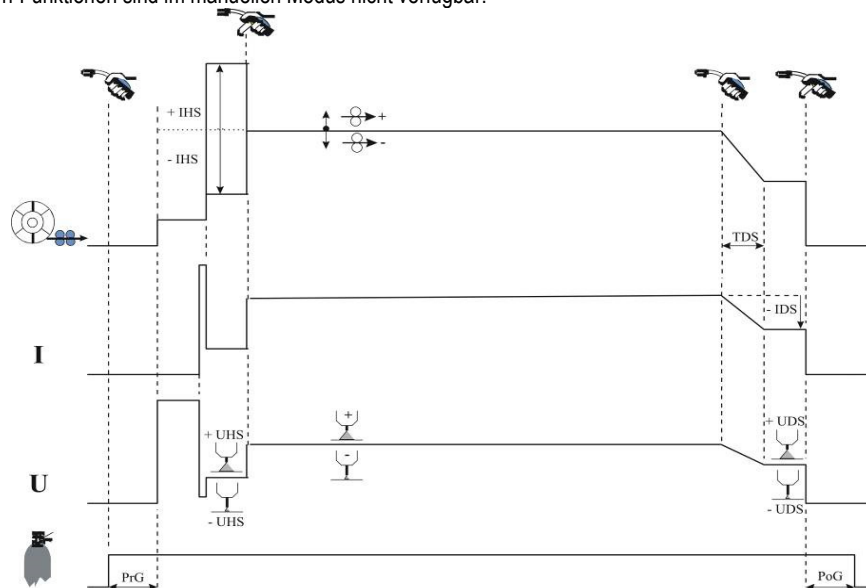 n Funktionen sind im manuellen Modus nicht verfügbar.
+ IHS
- IHS
+
-
TDS
I
- IDS
+
+ UHS
+ UDS
-
U
- UHS
- UDS
PrG
PoG